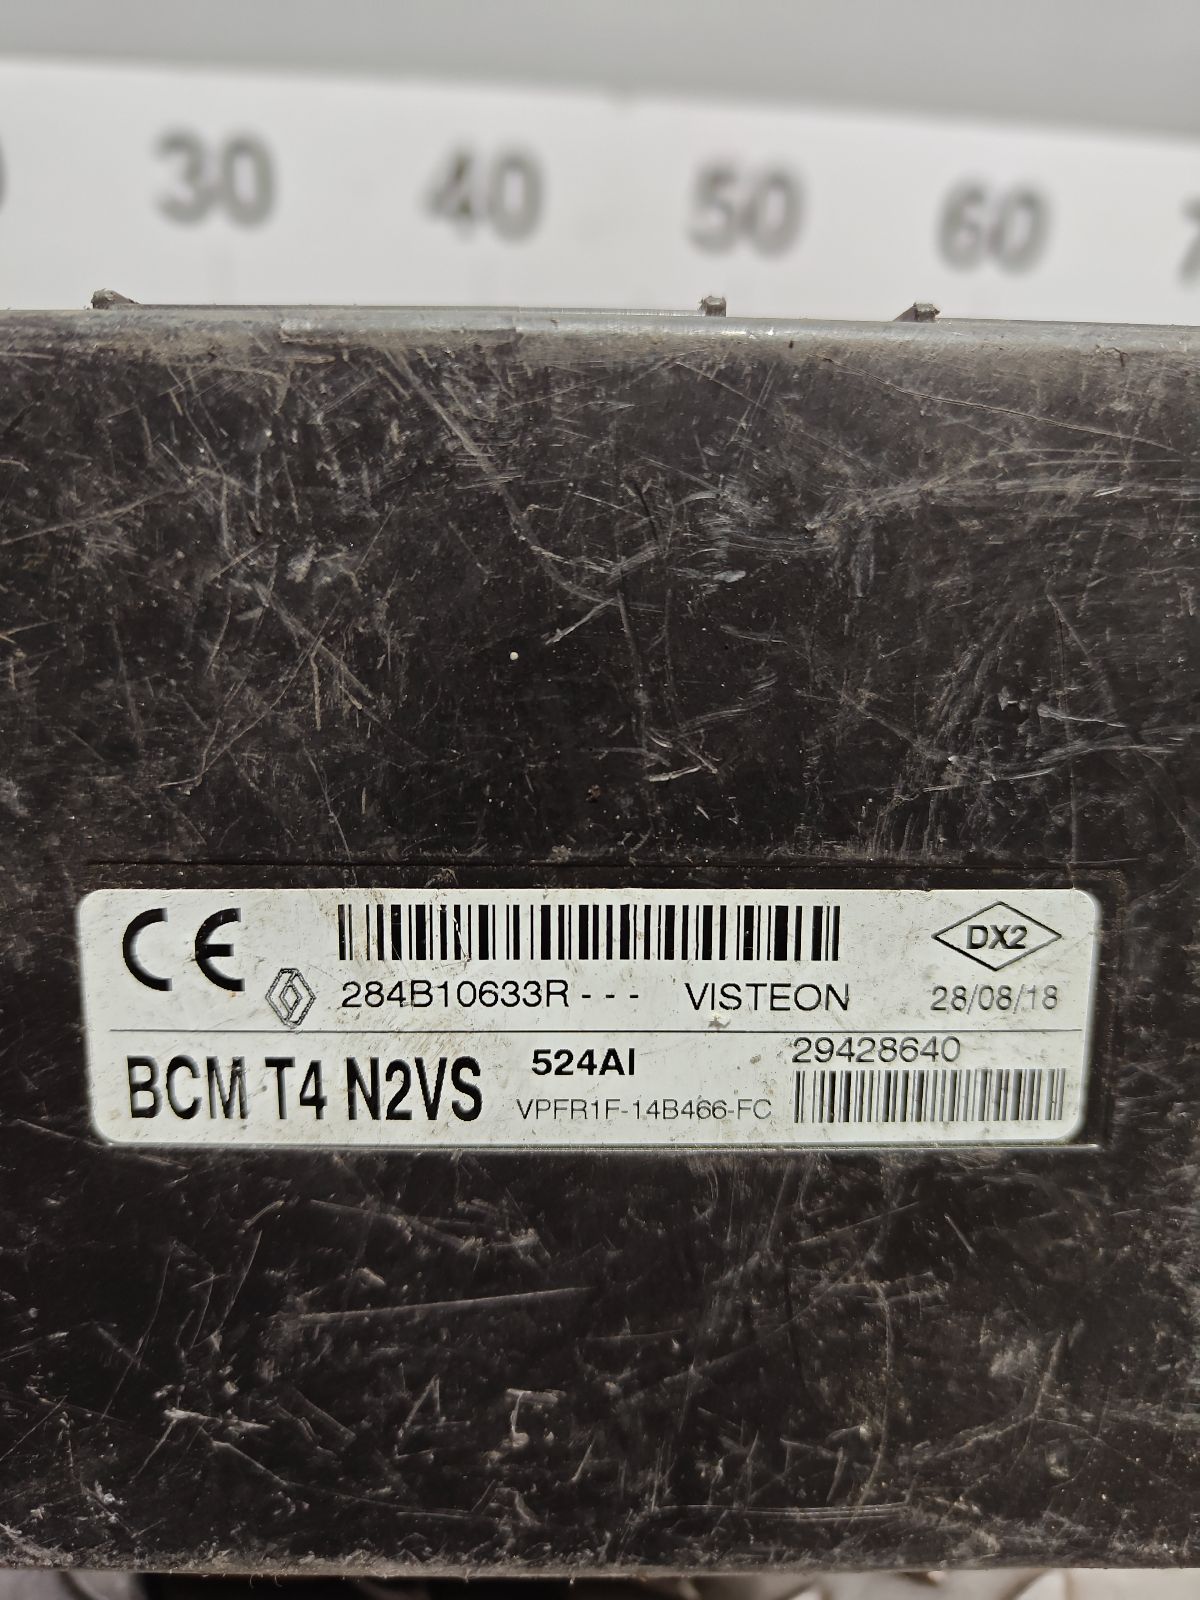 30 40 50 60
CE DX2
284B10633R - - - VISTEON 28/08/18
BCM T4 N2VS 524AI 29428640
VPFR1F-14B466-FC